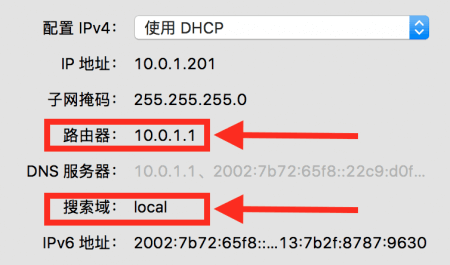 配置 IPv4： 使用 DHCP
IP 地址： 10.0.1.201
子网掩码： 255.255.255.0
路由器： 10.0.1.1
DNS 服务器： 10.0.1.1、2002:7b72:65f8::22c9:d0f…
搜索域： local
IPv6 地址： 2002:7b72:65f8::…13:7b2f:8787:9630